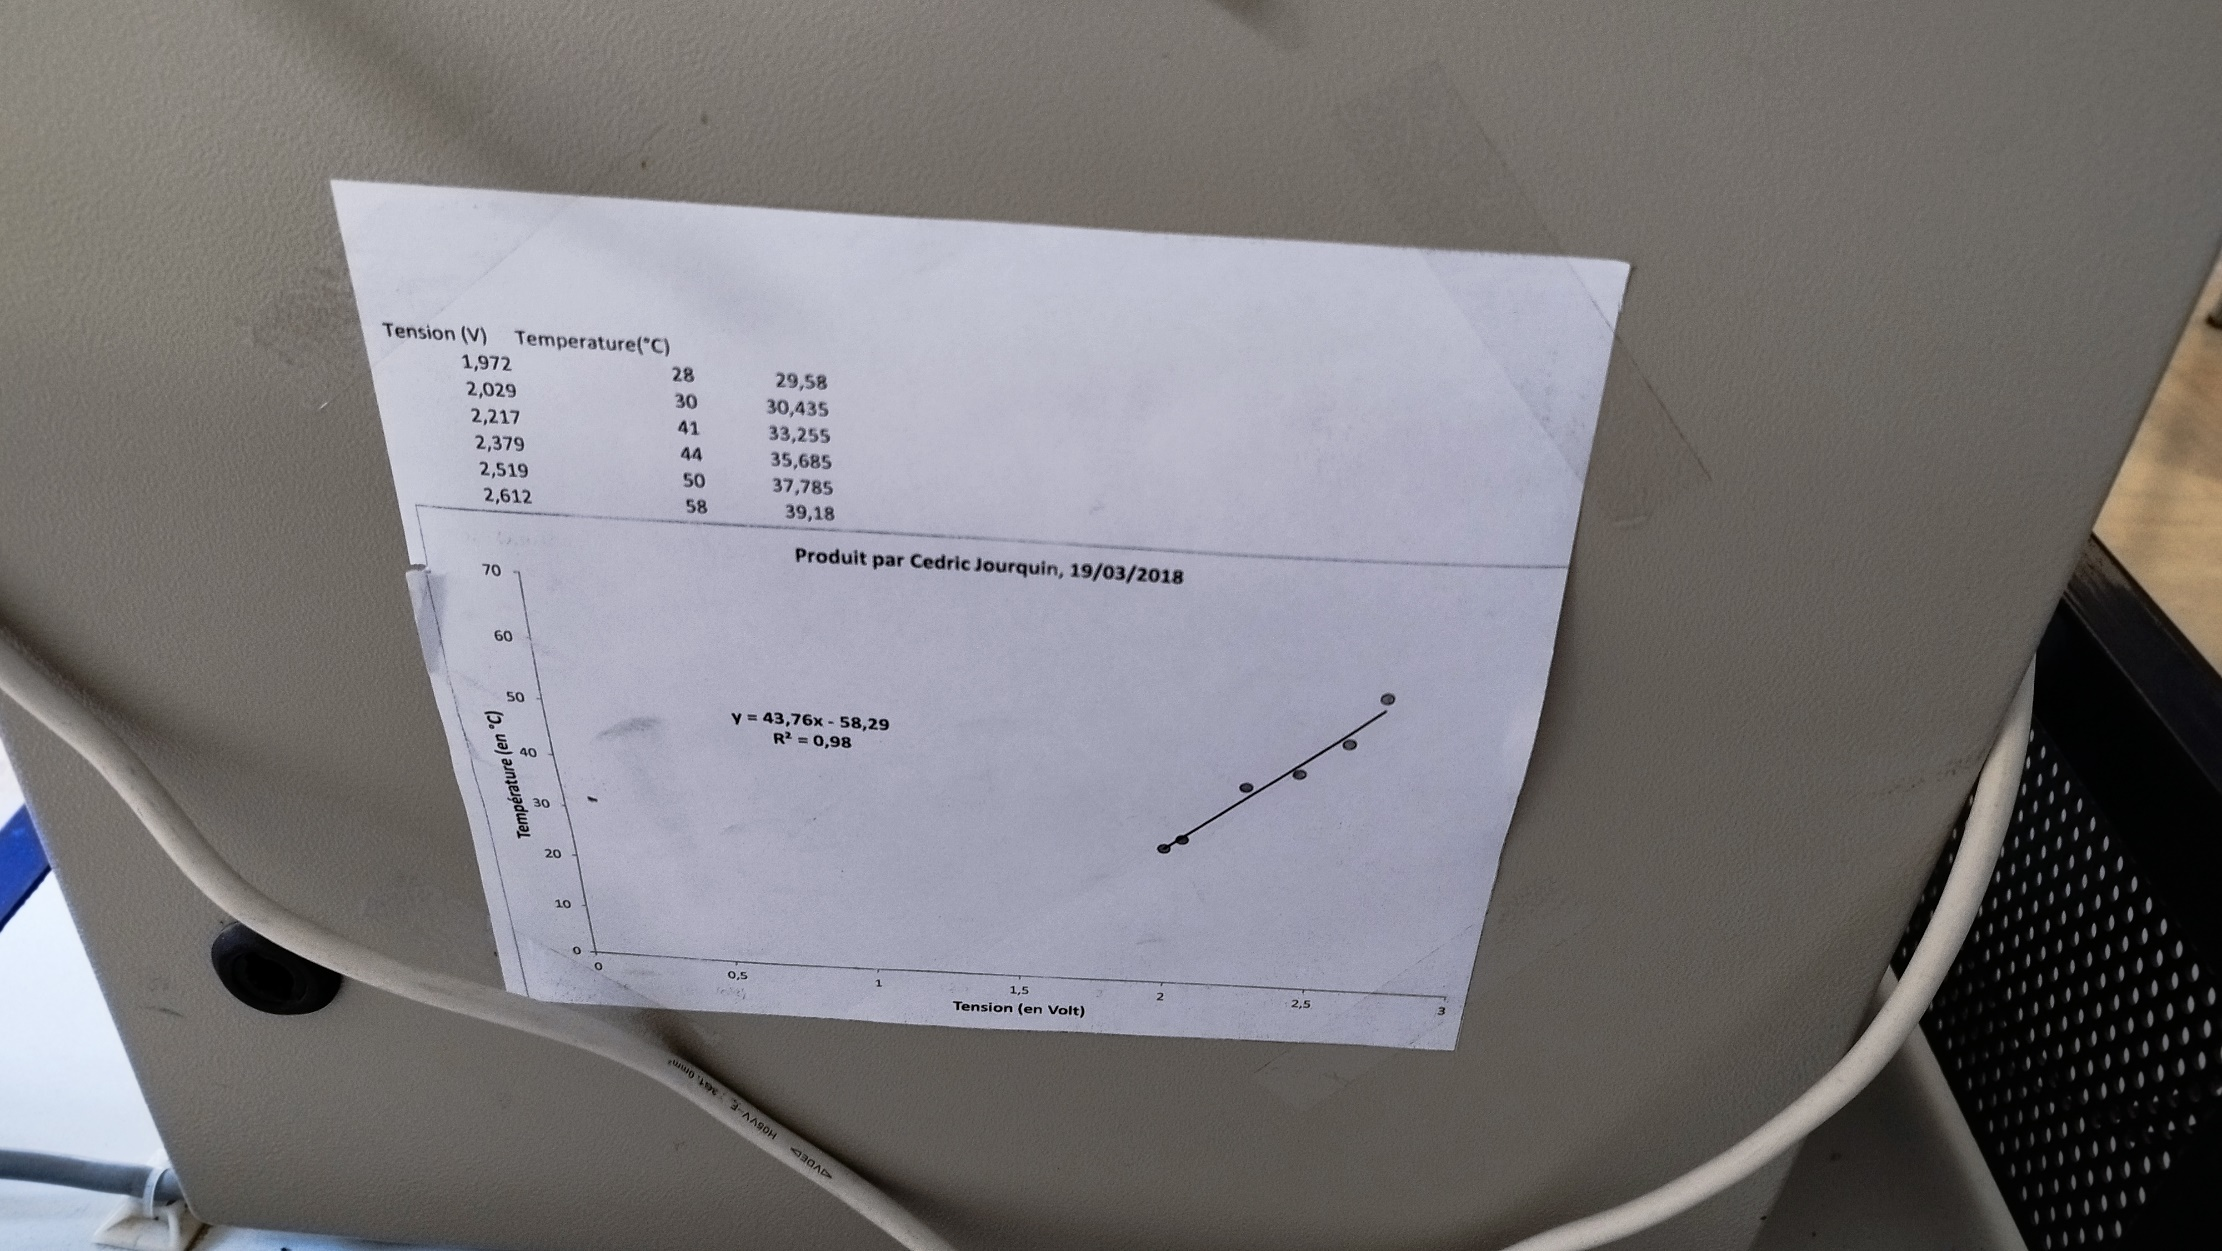 Tension (V) Temperature(°C)
1,972 28 29,58
2,029 30 30,435
2,217 41 33,255
2,379 44 35,685
2,519 50 37,785
2,612 58 39,18
Produit par Cedric Jourquin, 19/03/2018
70
60
50
40
30
20
10
0
Température (en °C)
y = 43,76x - 58,29
R² = 0,98
0 0,5 1 1,5 2 2,5 3
Tension (en Volt)
H05VV-F
VDE